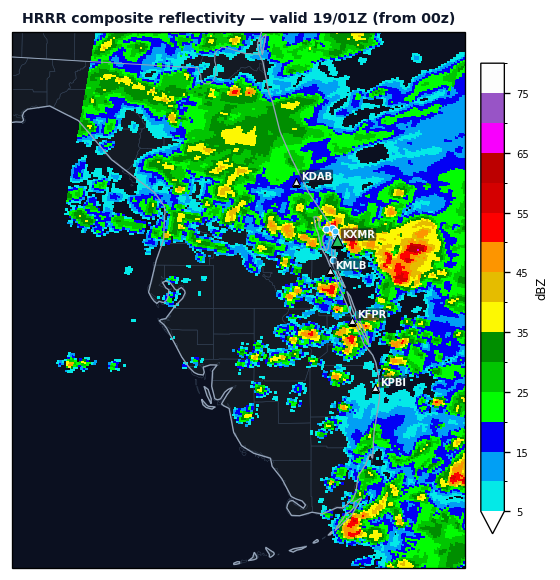 HRRR composite reflectivity — valid 19/01Z (from 00z)
KDAB
KXMR
KMLB
KFPR
KPBI
75
65
55
45
35
25
15
5
dBZ